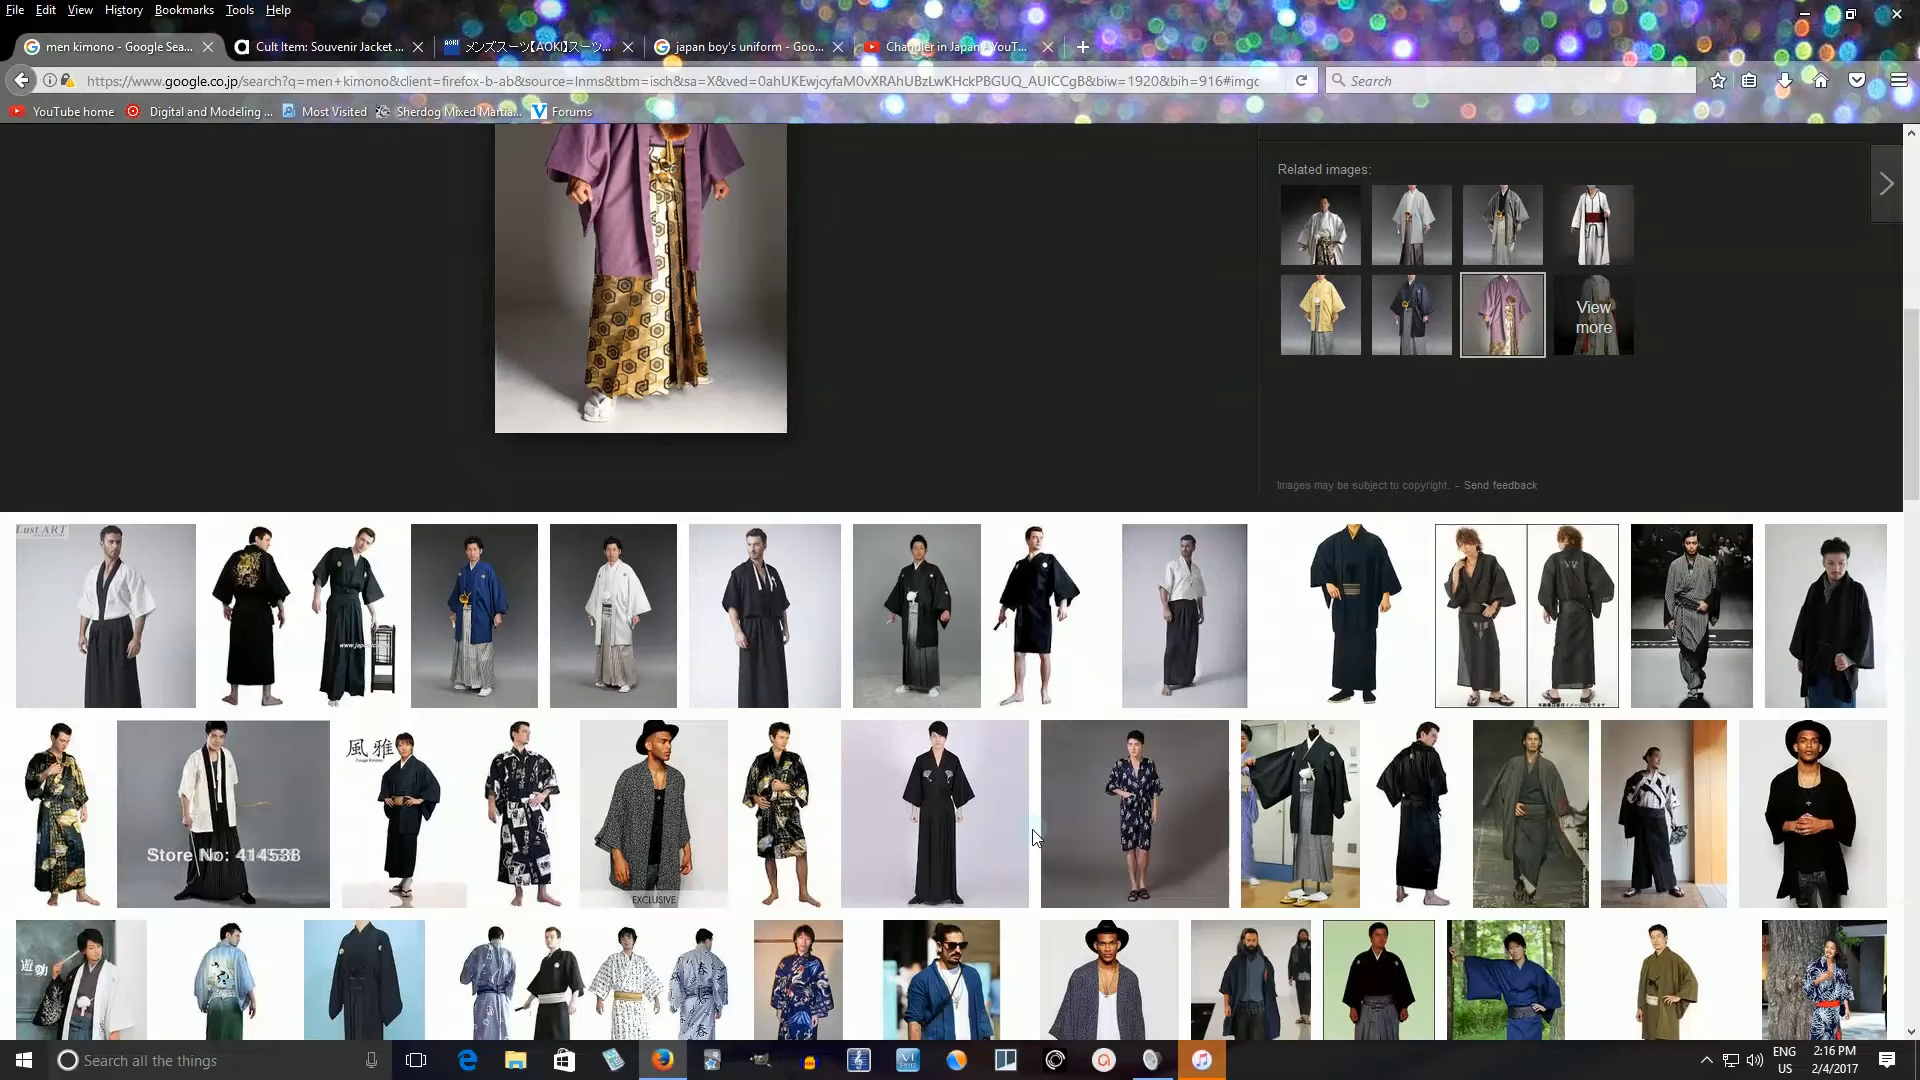 File Edit View History Bookmarks Tools Help
men kimono - Google Sea...
Cult Item: Souvenir Jacket ...
AOKI メンズスーツ【AOKI】スーツ...
japan boy's uniform - Goo...
Chandler in Japan - YouT...
https://www.google.co.jp/search?q=men+kimono&client=firefox-b-ab&source=lnms&tbm=isch&sa=X&ved=0ahUKEwjcyfaM0vXRAhUBzLwKHckPBGUQ_AUICCgB&biw=1920&bih=916#imgc
Search
YouTube home
Digital and Modeling ...
Most Visited
Sherdog Mixed Martia...
Forums
Related images:
View
more
Images may be subject to copyright. - Send feedback
Lust ART
Store No: 414538
風雅
EXCLUSIVE
Search all the things
ENG
US
2:16 PM
2/4/2017